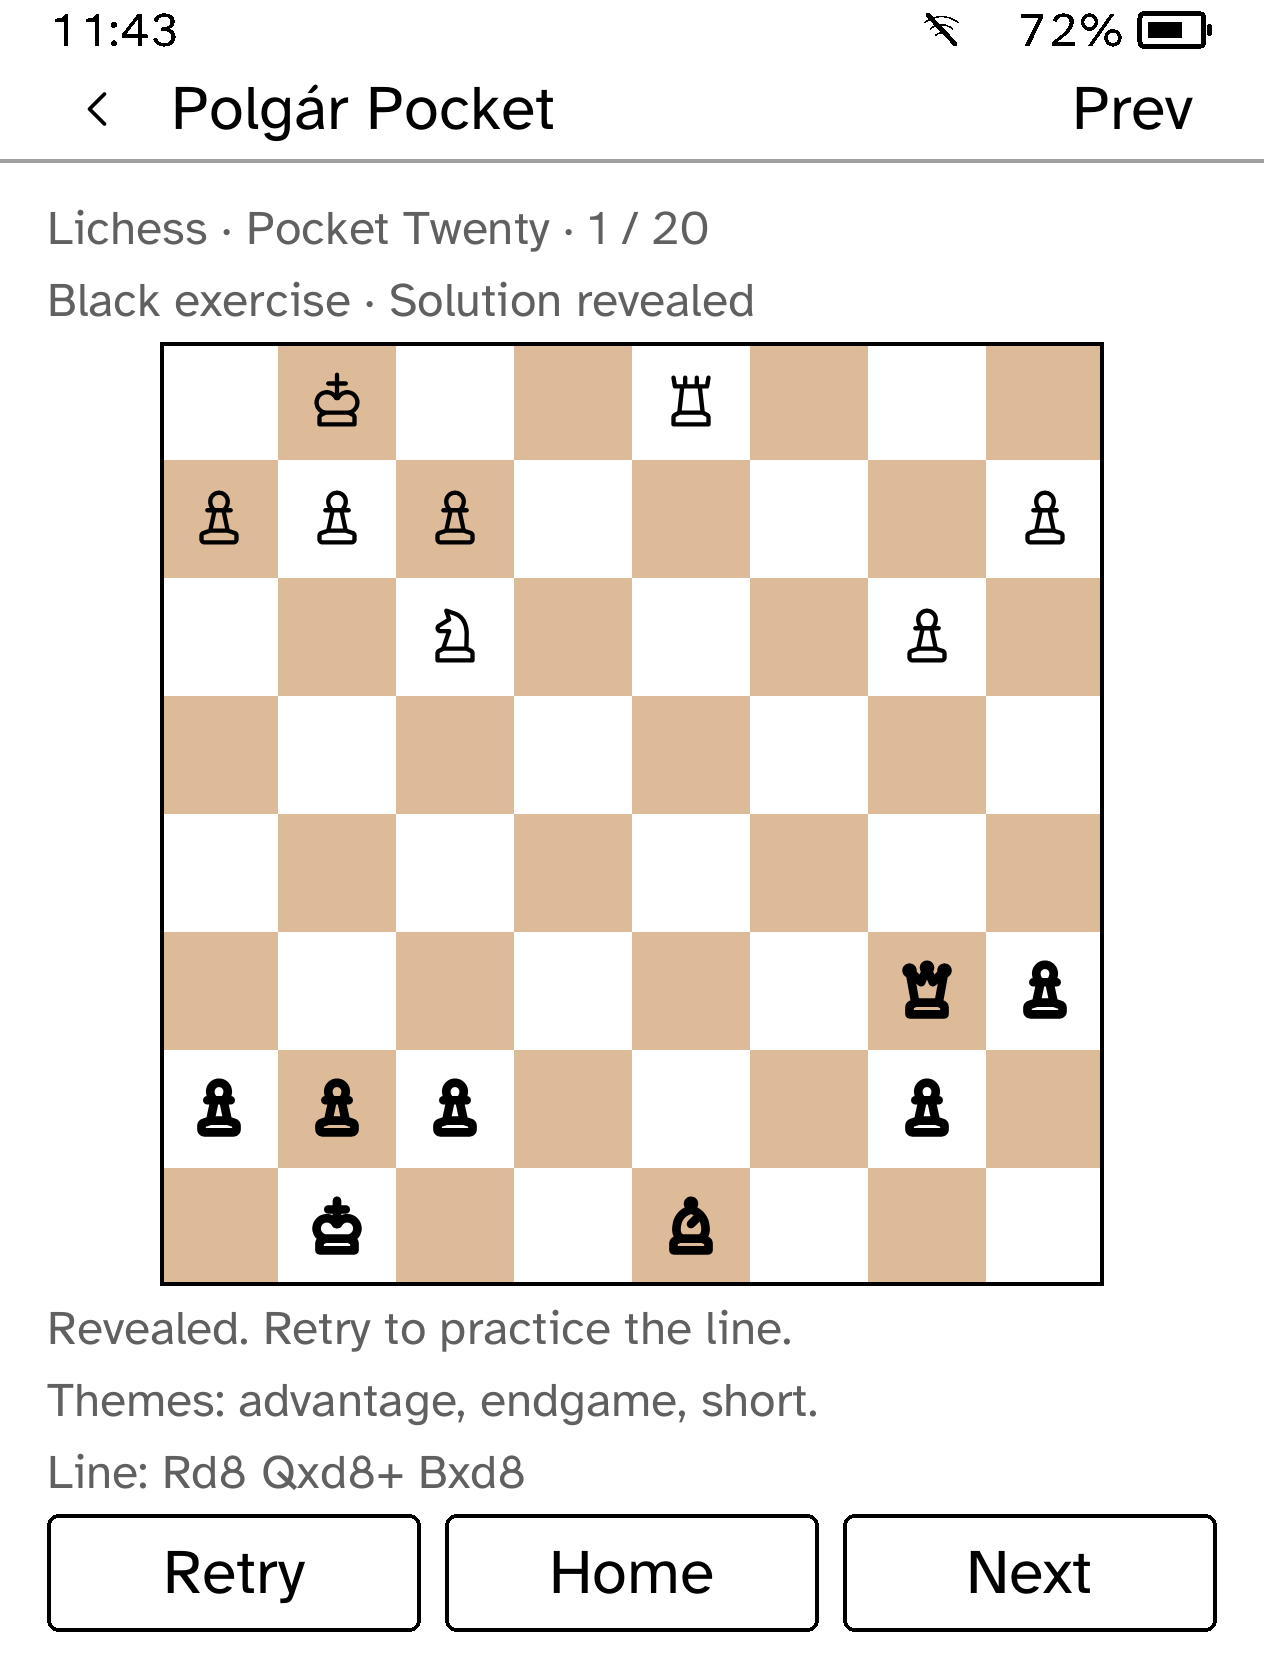 11:43 72%
Polgár Pocket Prev
Lichess · Pocket Twenty · 1 / 20
Black exercise · Solution revealed
Revealed. Retry to practice the line.
Themes: advantage, endgame, short.
Line: Rd8 Qxd8+ Bxd8
Retry Home Next